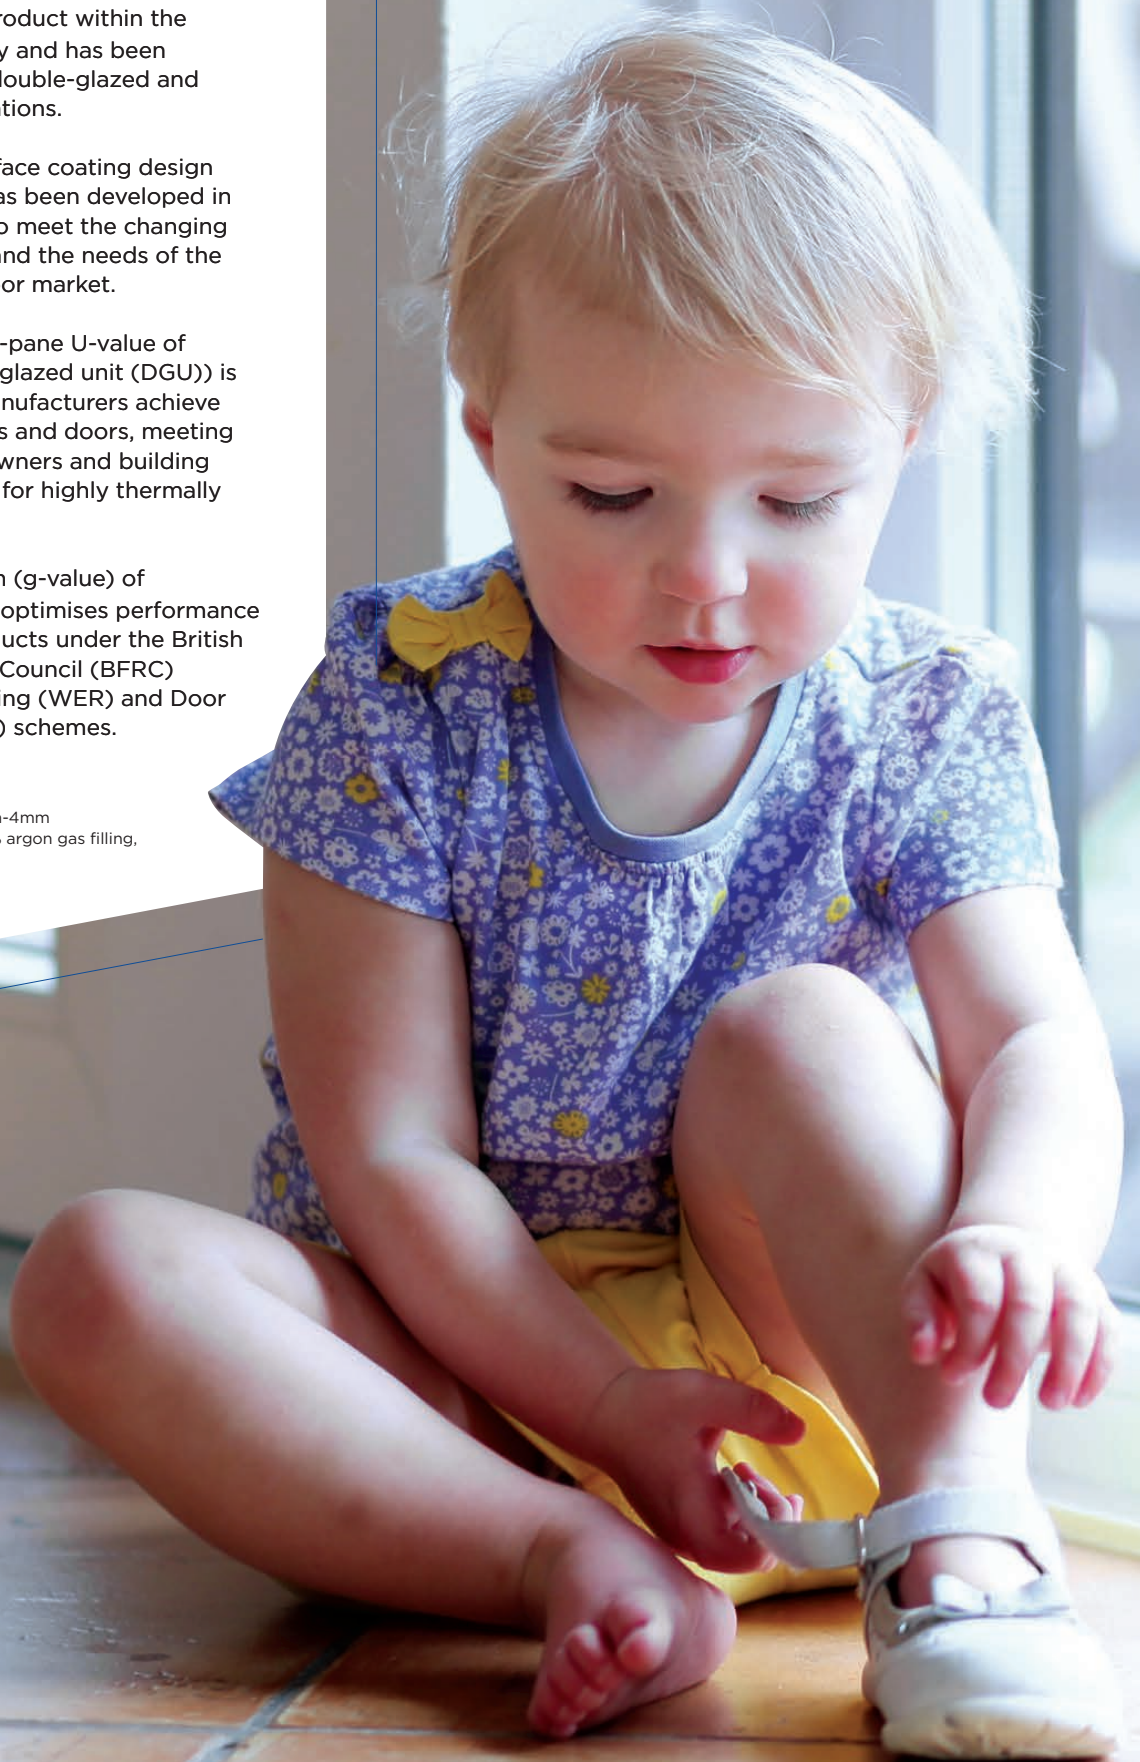 roduct within the
y and has been
double-glazed and
tions.
face coating design
as been developed in
o meet the changing
and the needs of the
or market.
-pane U-value of
glazed unit (DGU)) is
nufacturers achieve
s and doors, meeting
wners and building
for highly thermally
n (g-value) of
optimises performance
ducts under the British
Council (BFRC)
ing (WER) and Door
) schemes.
-4mm
argon gas filling,